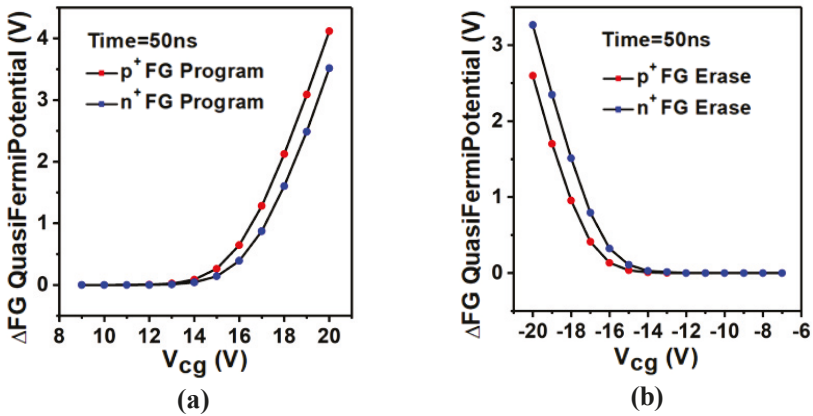 ΔFG QuasiFermiPotential (V)
4
3
2
1
0
Time=50ns
p⁺ FG Program
n⁺ FG Program
8 10 12 14 16 18 20
Vcg (V)
(a)
ΔFG QuasiFermiPotential (V)
3
2
1
0
Time=50ns
p⁺ FG Erase
n⁺ FG Erase
-20 -18 -16 -14 -12 -10 -8 -6
Vcg (V)
(b)